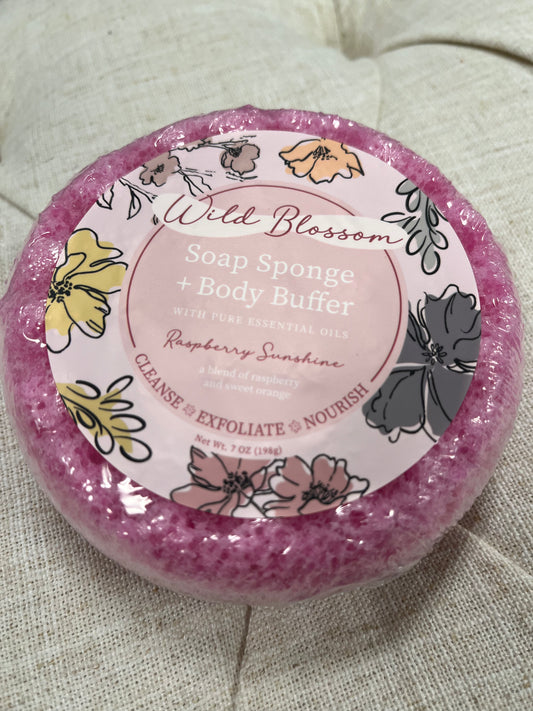 Wild Blossom
Soap Sponge
+ Body Buffer
WITH PURE ESSENTIAL OILS
Raspberry Sunshine
a blend of raspberry
and sweet orange
CLEANSE EXFOLIATE NOURISH
Net Wt. 7 OZ (198g)